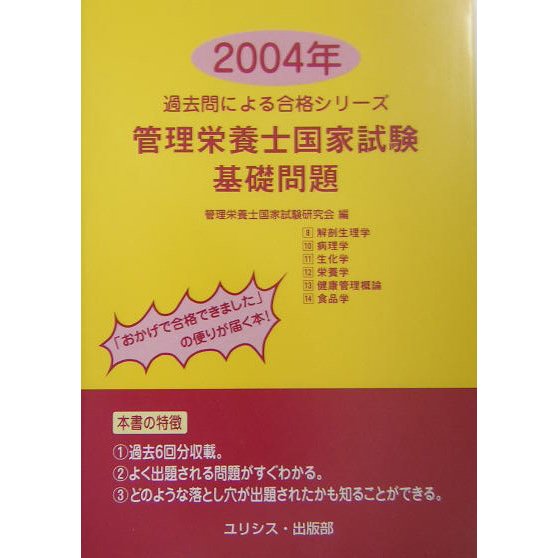 2004年
過去問による合格シリーズ
管理栄養士国家試験
基礎問題
管理栄養士国家試験研究会 編
9 解剖生理学
10 病理学
11 生化学
12 栄養学
13 健康管理概論
14 食品学
「おかげで合格できました」
の便りが届く本!
本書の特徴
①過去6回分収載。
②よく出題される問題がすぐわかる。
③どのような落とし穴が出題されたかも知ることができる。
ユリシス・出版部